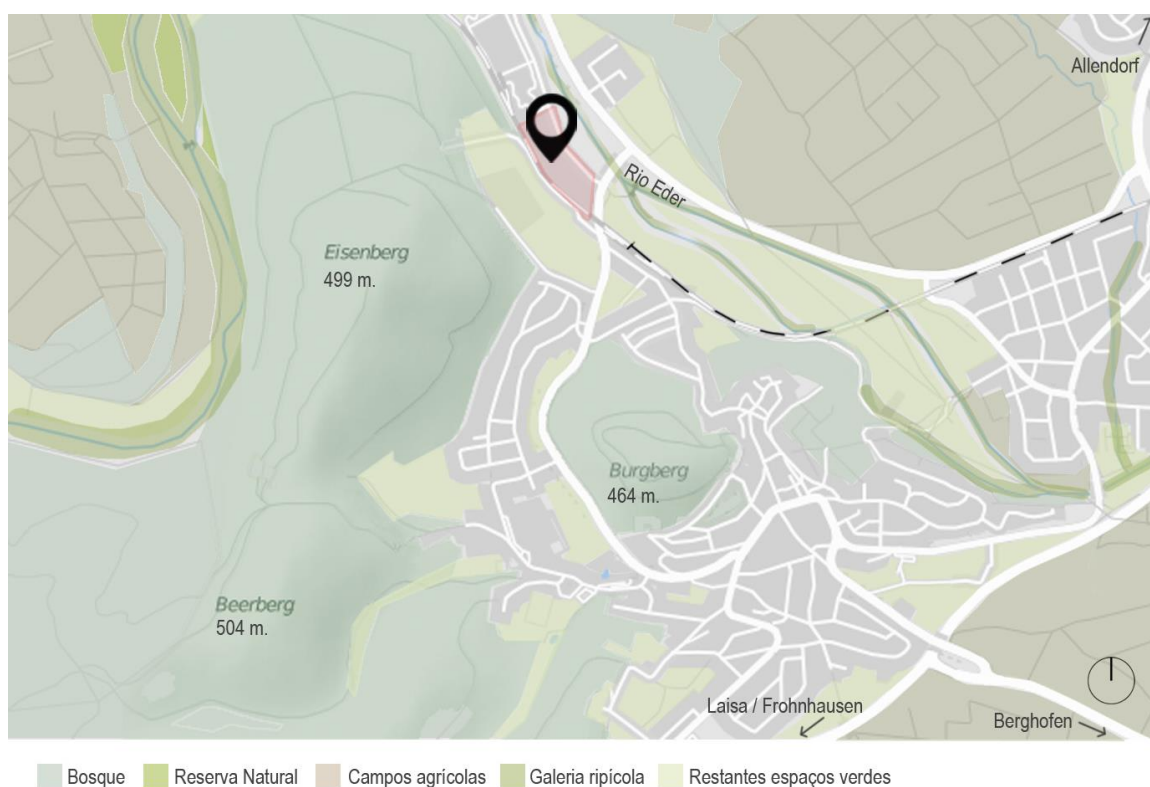 Allendorf
Rio Eder
Eisenberg
499 m.
Burgberg
464 m.
Beerberg
504 m.
Laisa / Frohnhausen
Berghofen
Bosque Reserva Natural Campos agrícolas Galeria ripícola Restantes espaços verdes